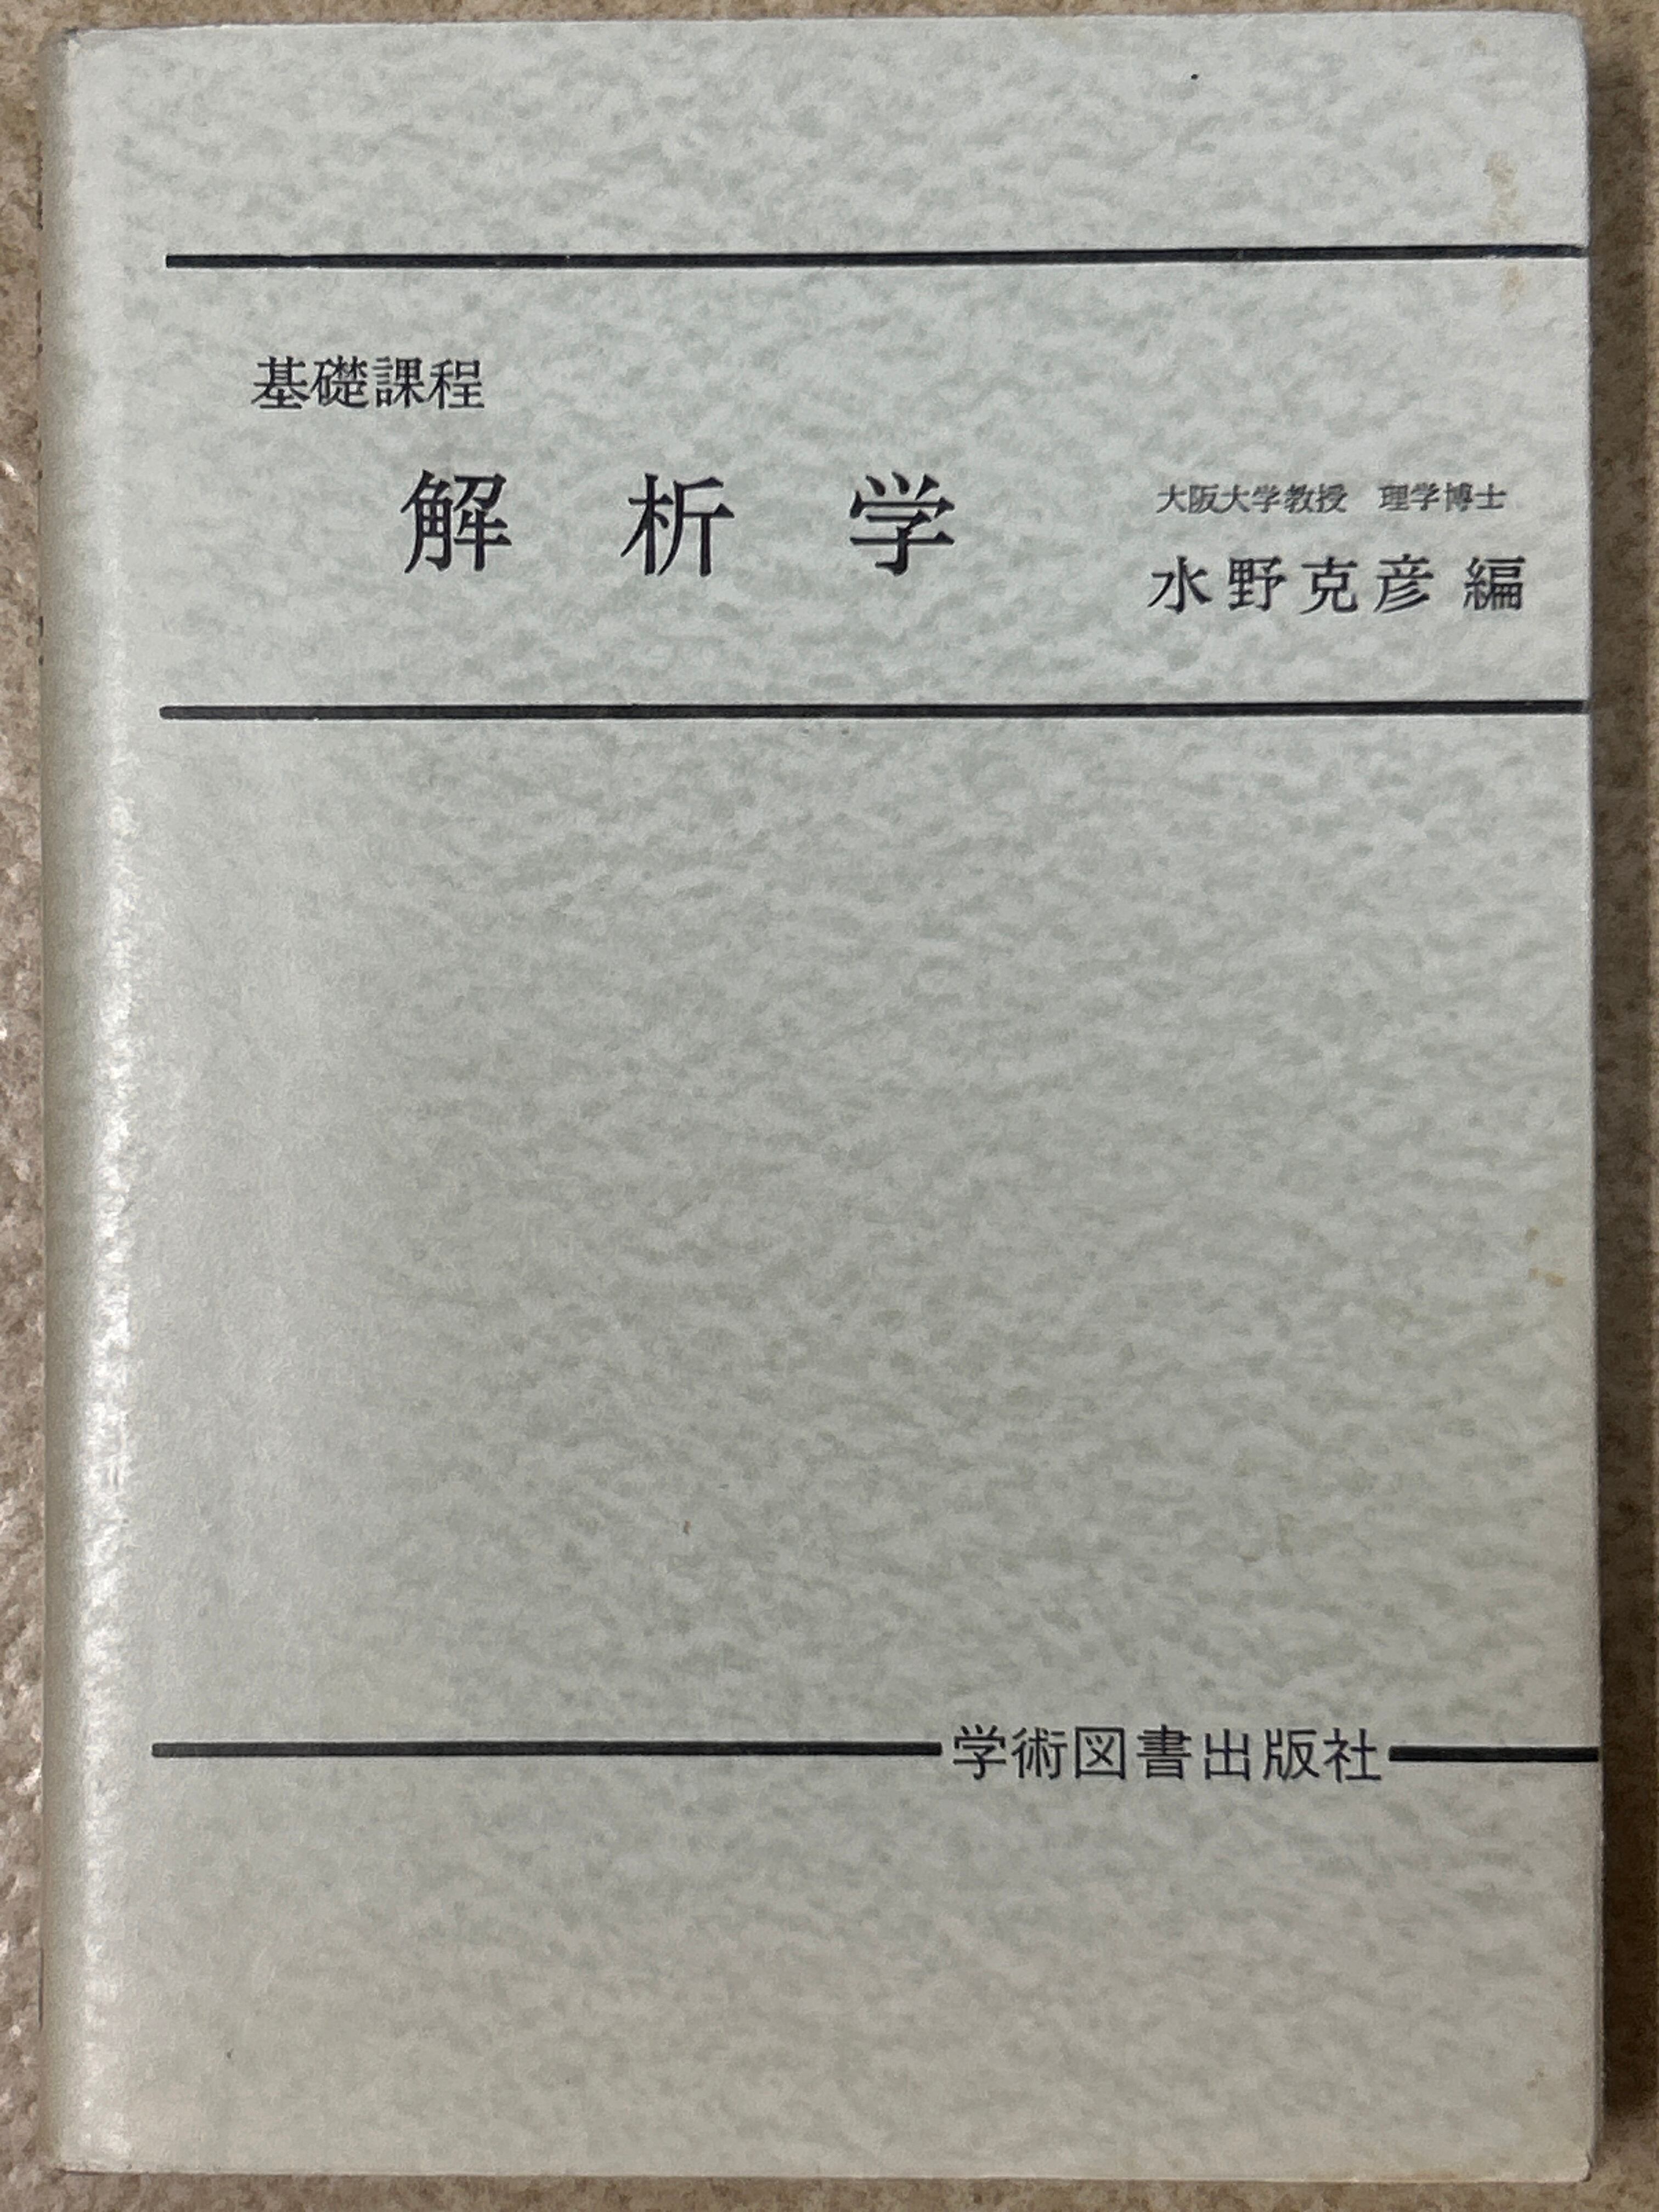 基礎課程
解析学
大阪大学教授 理学博士
水野克彦 編
学術図書出版社